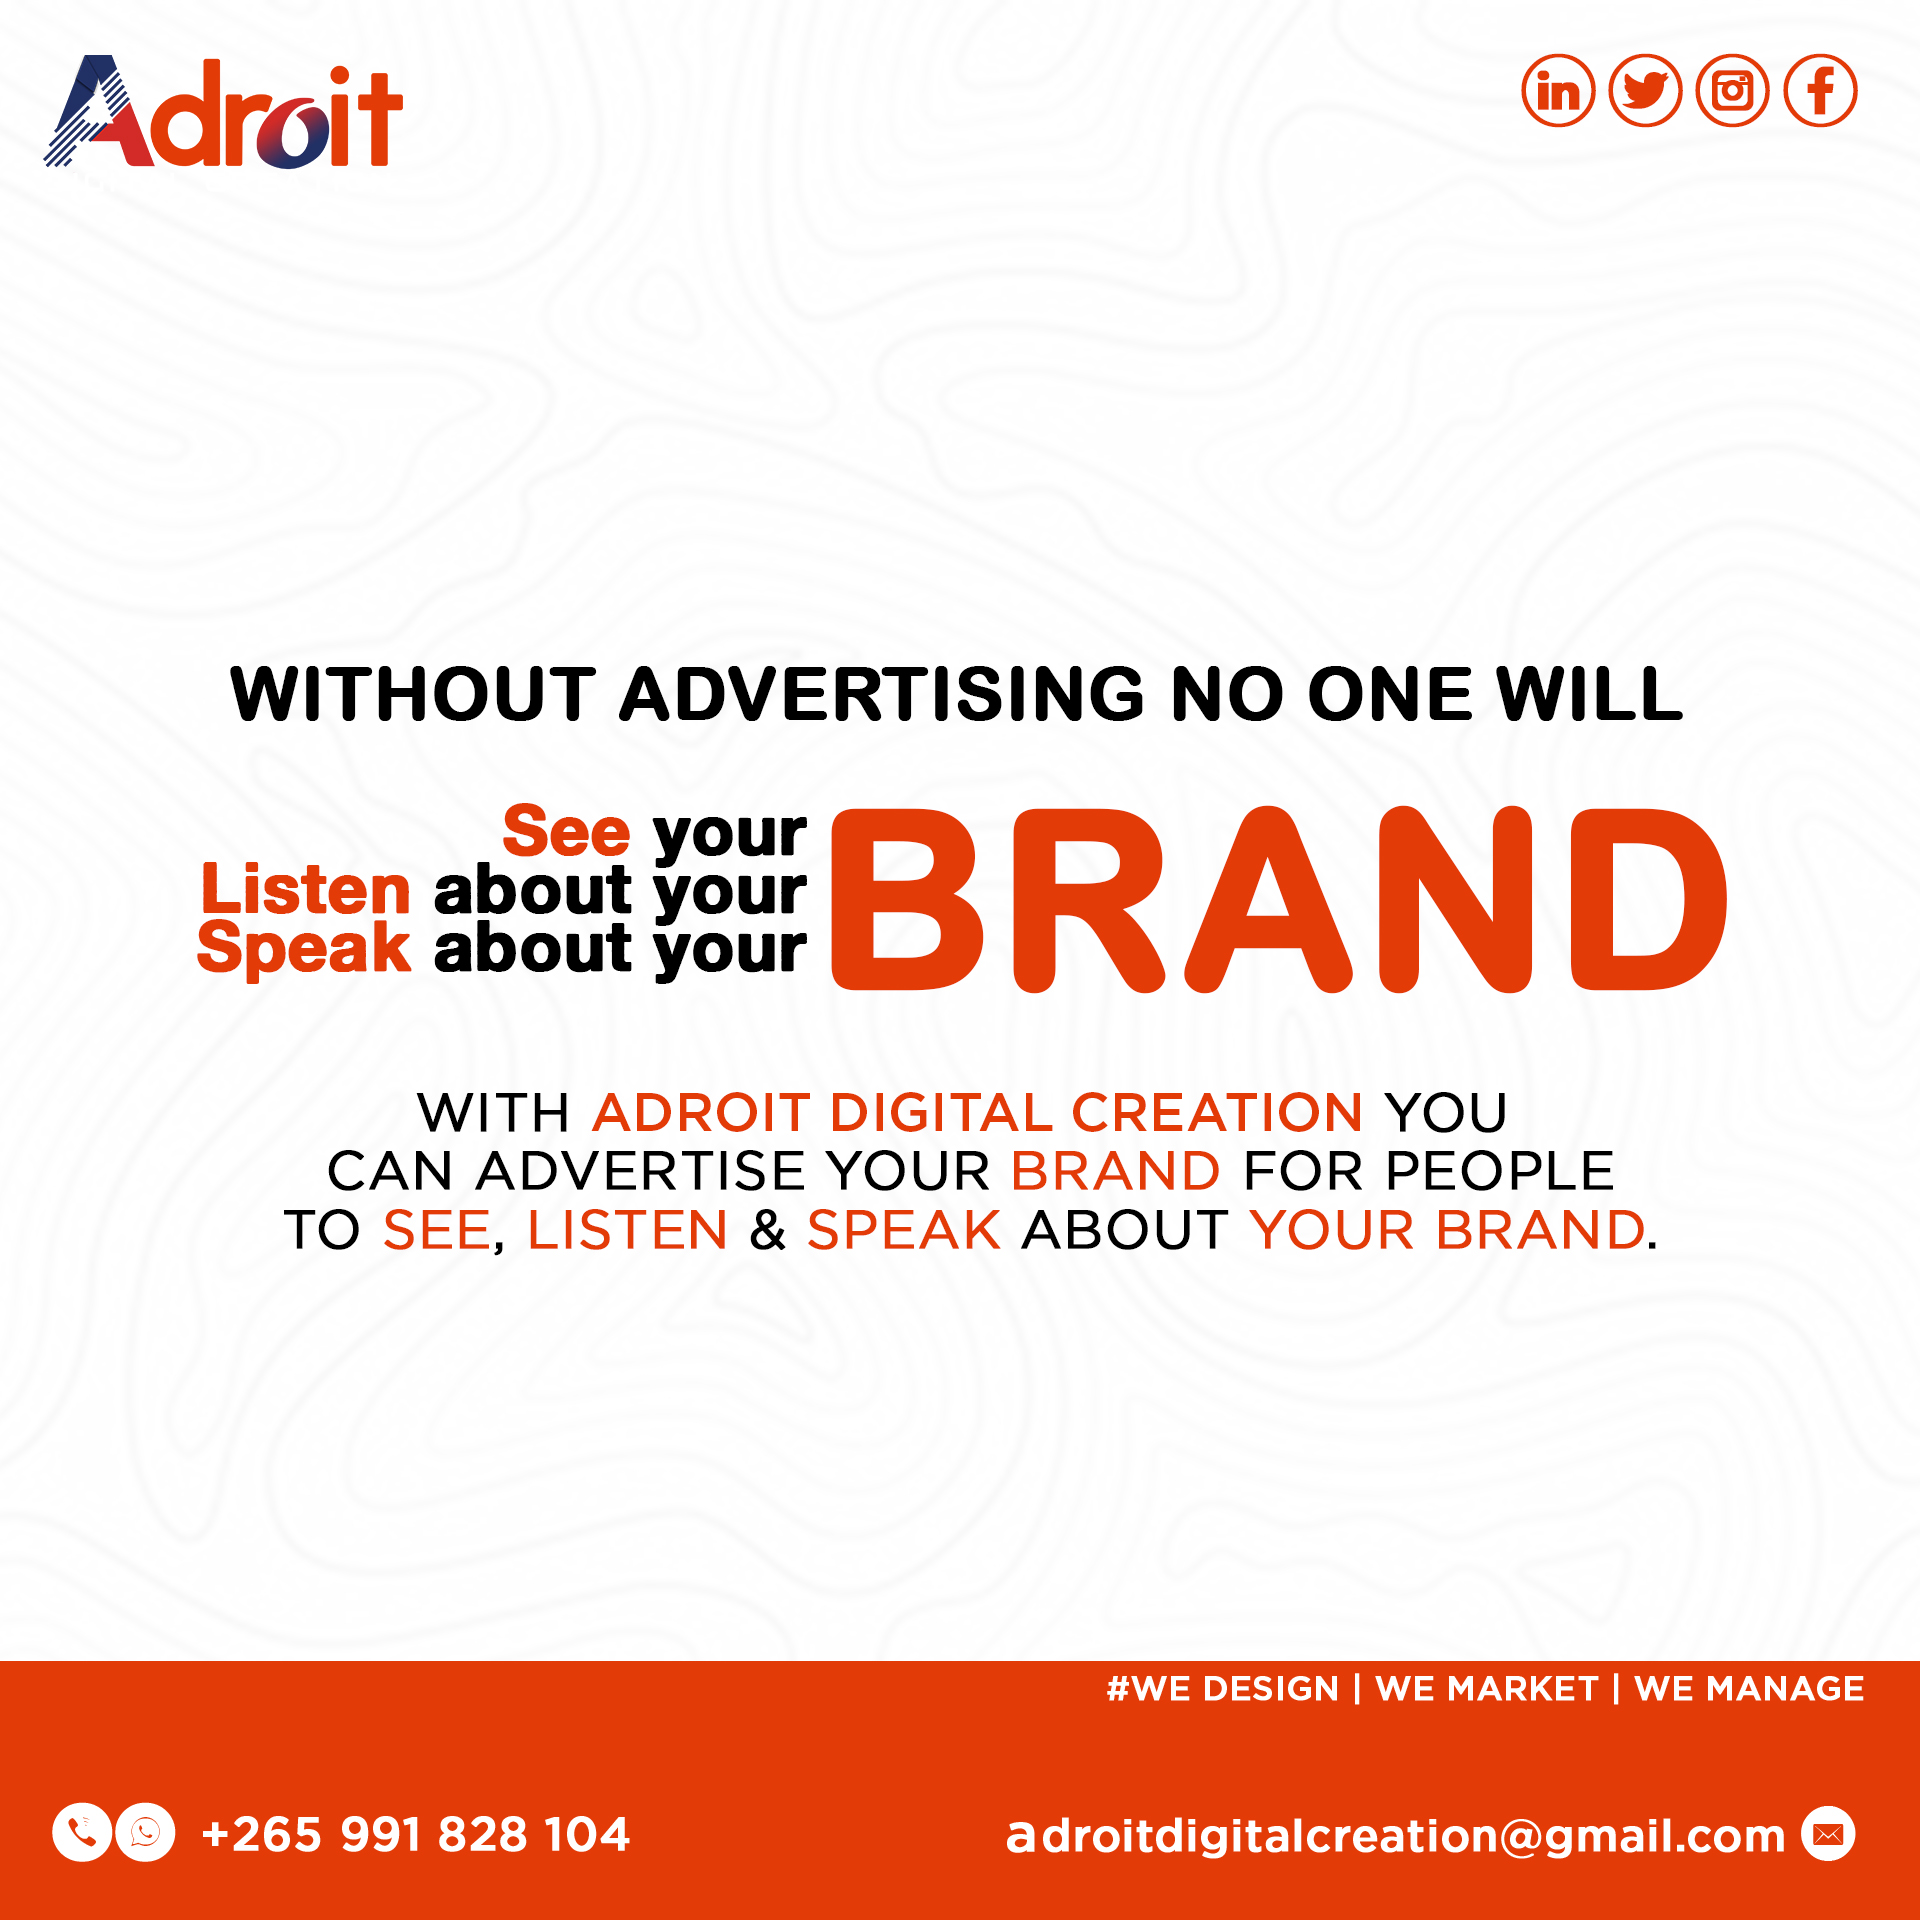 Adroit
in
WITHOUT ADVERTISING NO ONE WILL
See your
Listen about your
Speak about your
BRAND
WITH ADROIT DIGITAL CREATION YOU
CAN ADVERTISE YOUR BRAND FOR PEOPLE
TO SEE, LISTEN & SPEAK ABOUT YOUR BRAND.
#WE DESIGN | WE MARKET | WE MANAGE
+265 991 828 104
adroitdigitalcreation@gmail.com